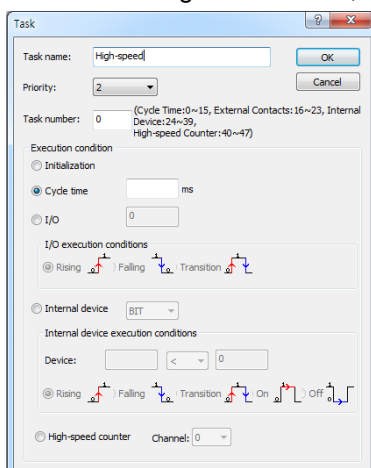 Task
Task name: High-speed OK
Priority: 2 Cancel
Task number: 0 (Cycle Time:0~15, External Contacts:16~23, Internal
Device:24~39,
High-speed Counter:40~47)
Execution condition
Initialization
Cycle time ms
I/O 0
I/O execution conditions
Rising Falling Transition
Internal device BIT
Internal device execution conditions
Device: < 0
Rising Falling Transition On Off
High-speed counter Channel: 0